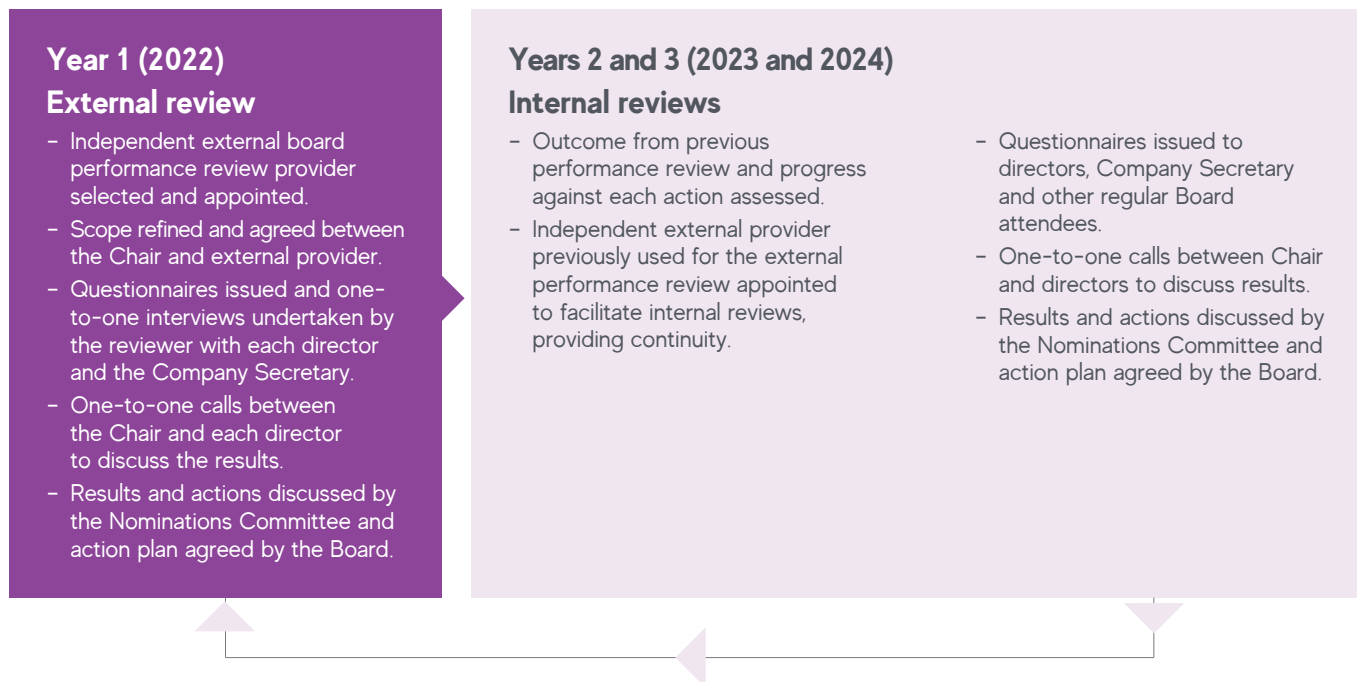 Year 1 (2022)
External review
– Independent external board
performance review provider
selected and appointed.
– Scope refined and agreed between
the Chair and external provider.
– Questionnaires issued and one-
to-one interviews undertaken by
the reviewer with each director
and the Company Secretary.
– One-to-one calls between
the Chair and each director
to discuss the results.
– Results and actions discussed by
the Nominations Committee and
action plan agreed by the Board.
Years 2 and 3 (2023 and 2024)
Internal reviews
– Outcome from previous
performance review and progress
against each action assessed.
– Independent external provider
previously used for the external
performance review appointed
to facilitate internal reviews,
providing continuity.
– Questionnaires issued to
directors, Company Secretary
and other regular Board
attendees.
– One-to-one calls between Chair
and directors to discuss results.
– Results and actions discussed by
the Nominations Committee and
action plan agreed by the Board.